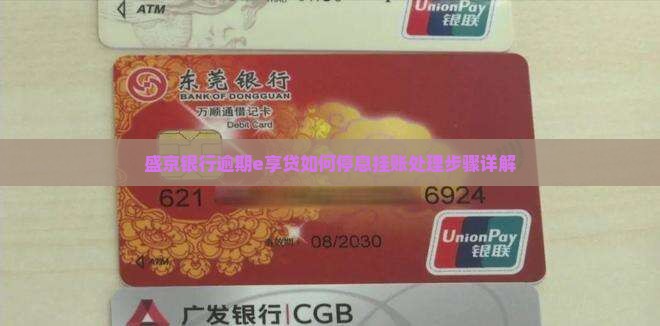 ATM
UnionPay
银联
东莞银行
BANK OF DONGGUAN
万顺通借记卡
Debit Card
盛京银行逾期e享贷如何停息挂账处理步骤详解
621
6924
08/2030
ATM
UnionPay
银联
广发银行|CGB